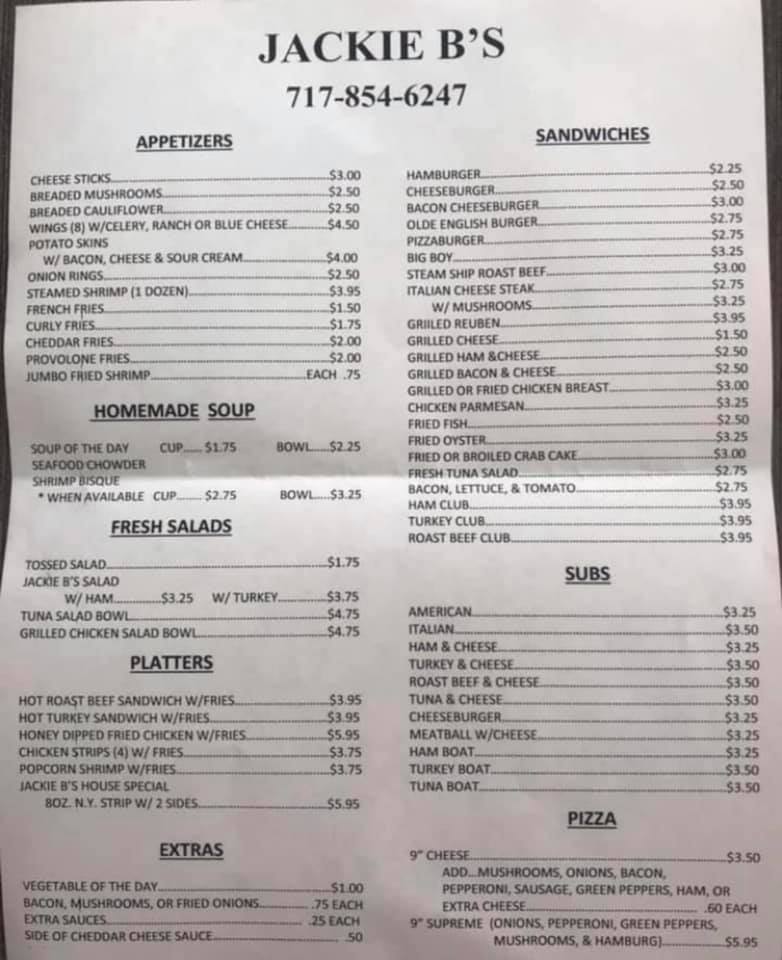 JACKIE B'S
717-854-6247
APPETIZERS
CHEESE STICKS $3.00
BREADED MUSHROOMS $2.50
BREADED CAULIFLOWER $2.50
WINGS (8) W/CELERY, RANCH OR BLUE CHEESE $4.50
POTATO SKINS
W/ BACON, CHEESE & SOUR CREAM $4.00
ONION RINGS $2.50
STEAMED SHRIMP (1 DOZEN) $3.95
FRENCH FRIES $1.50
CURLY FRIES $1.75
CHEDDAR FRIES $2.00
PROVOLONE FRIES $2.00
JUMBO FRIED SHRIMP EACH .75
HOMEMADE SOUP
SOUP OF THE DAY CUP...... $1.75 BOWL......$2.25
SEAFOOD CHOWDER
SHRIMP BISQUE
* WHEN AVAILABLE CUP........ $2.75 BOWL.....$3.25
FRESH SALADS
TOSSED SALAD $1.75
JACKIE B'S SALAD
W/ HAM $3.25 W/ TURKEY $3.75
TUNA SALAD BOWL $4.75
GRILLED CHICKEN SALAD BOWL $4.75
PLATTERS
HOT ROAST BEEF SANDWICH W/FRIES $3.95
HOT TURKEY SANDWICH W/FRIES $3.95
HONEY DIPPED FRIED CHICKEN W/FRIES $5.95
CHICKEN STRIPS (4) W/ FRIES $3.75
POPCORN SHRIMP W/FRIES $3.75
JACKIE B'S HOUSE SPECIAL
8OZ. N.Y. STRIP W/ 2 SIDES $5.95
EXTRAS
VEGETABLE OF THE DAY $1.00
BACON, MUSHROOMS, OR FRIED ONIONS .75 EACH
EXTRA SAUCES .25 EACH
SIDE OF CHEDDAR CHEESE SAUCE .50
SANDWICHES
HAMBURGER $2.25
CHEESEBURGER $2.50
BACON CHEESEBURGER $3.00
OLDE ENGLISH BURGER $2.75
PIZZABURGER $2.75
BIG BOY $3.25
STEAM SHIP ROAST BEEF $3.00
ITALIAN CHEESE STEAK $2.75
W/ MUSHROOMS $3.25
GRIILED REUBEN $3.95
GRILLED CHEESE $1.50
GRILLED HAM &CHEESE $2.50
GRILLED BACON & CHEESE $2.50
GRILLED OR FRIED CHICKEN BREAST $3.00
CHICKEN PARMESAN $3.25
FRIED FISH $2.50
FRIED OYSTER $3.25
FRIED OR BROILED CRAB CAKE $3.00
FRESH TUNA SALAD $2.75
BACON, LETTUCE, & TOMATO $2.75
HAM CLUB $3.95
TURKEY CLUB $3.95
ROAST BEEF CLUB $3.95
SUBS
AMERICAN $3.25
ITALIAN $3.50
HAM & CHEESE $3.25
TURKEY & CHEESE $3.50
ROAST BEEF & CHEESE $3.50
TUNA & CHEESE $3.50
CHEESEBURGER $3.25
MEATBALL W/CHEESE $3.25
HAM BOAT $3.25
TURKEY BOAT $3.50
TUNA BOAT $3.50
PIZZA
9" CHEESE $3.50
ADD...MUSHROOMS, ONIONS, BACON,
PEPPERONI, SAUSAGE, GREEN PEPPERS, HAM, OR
EXTRA CHEESE .60 EACH
9" SUPREME (ONIONS, PEPPERONI, GREEN PEPPERS,
MUSHROOMS, & HAMBURG) $5.95